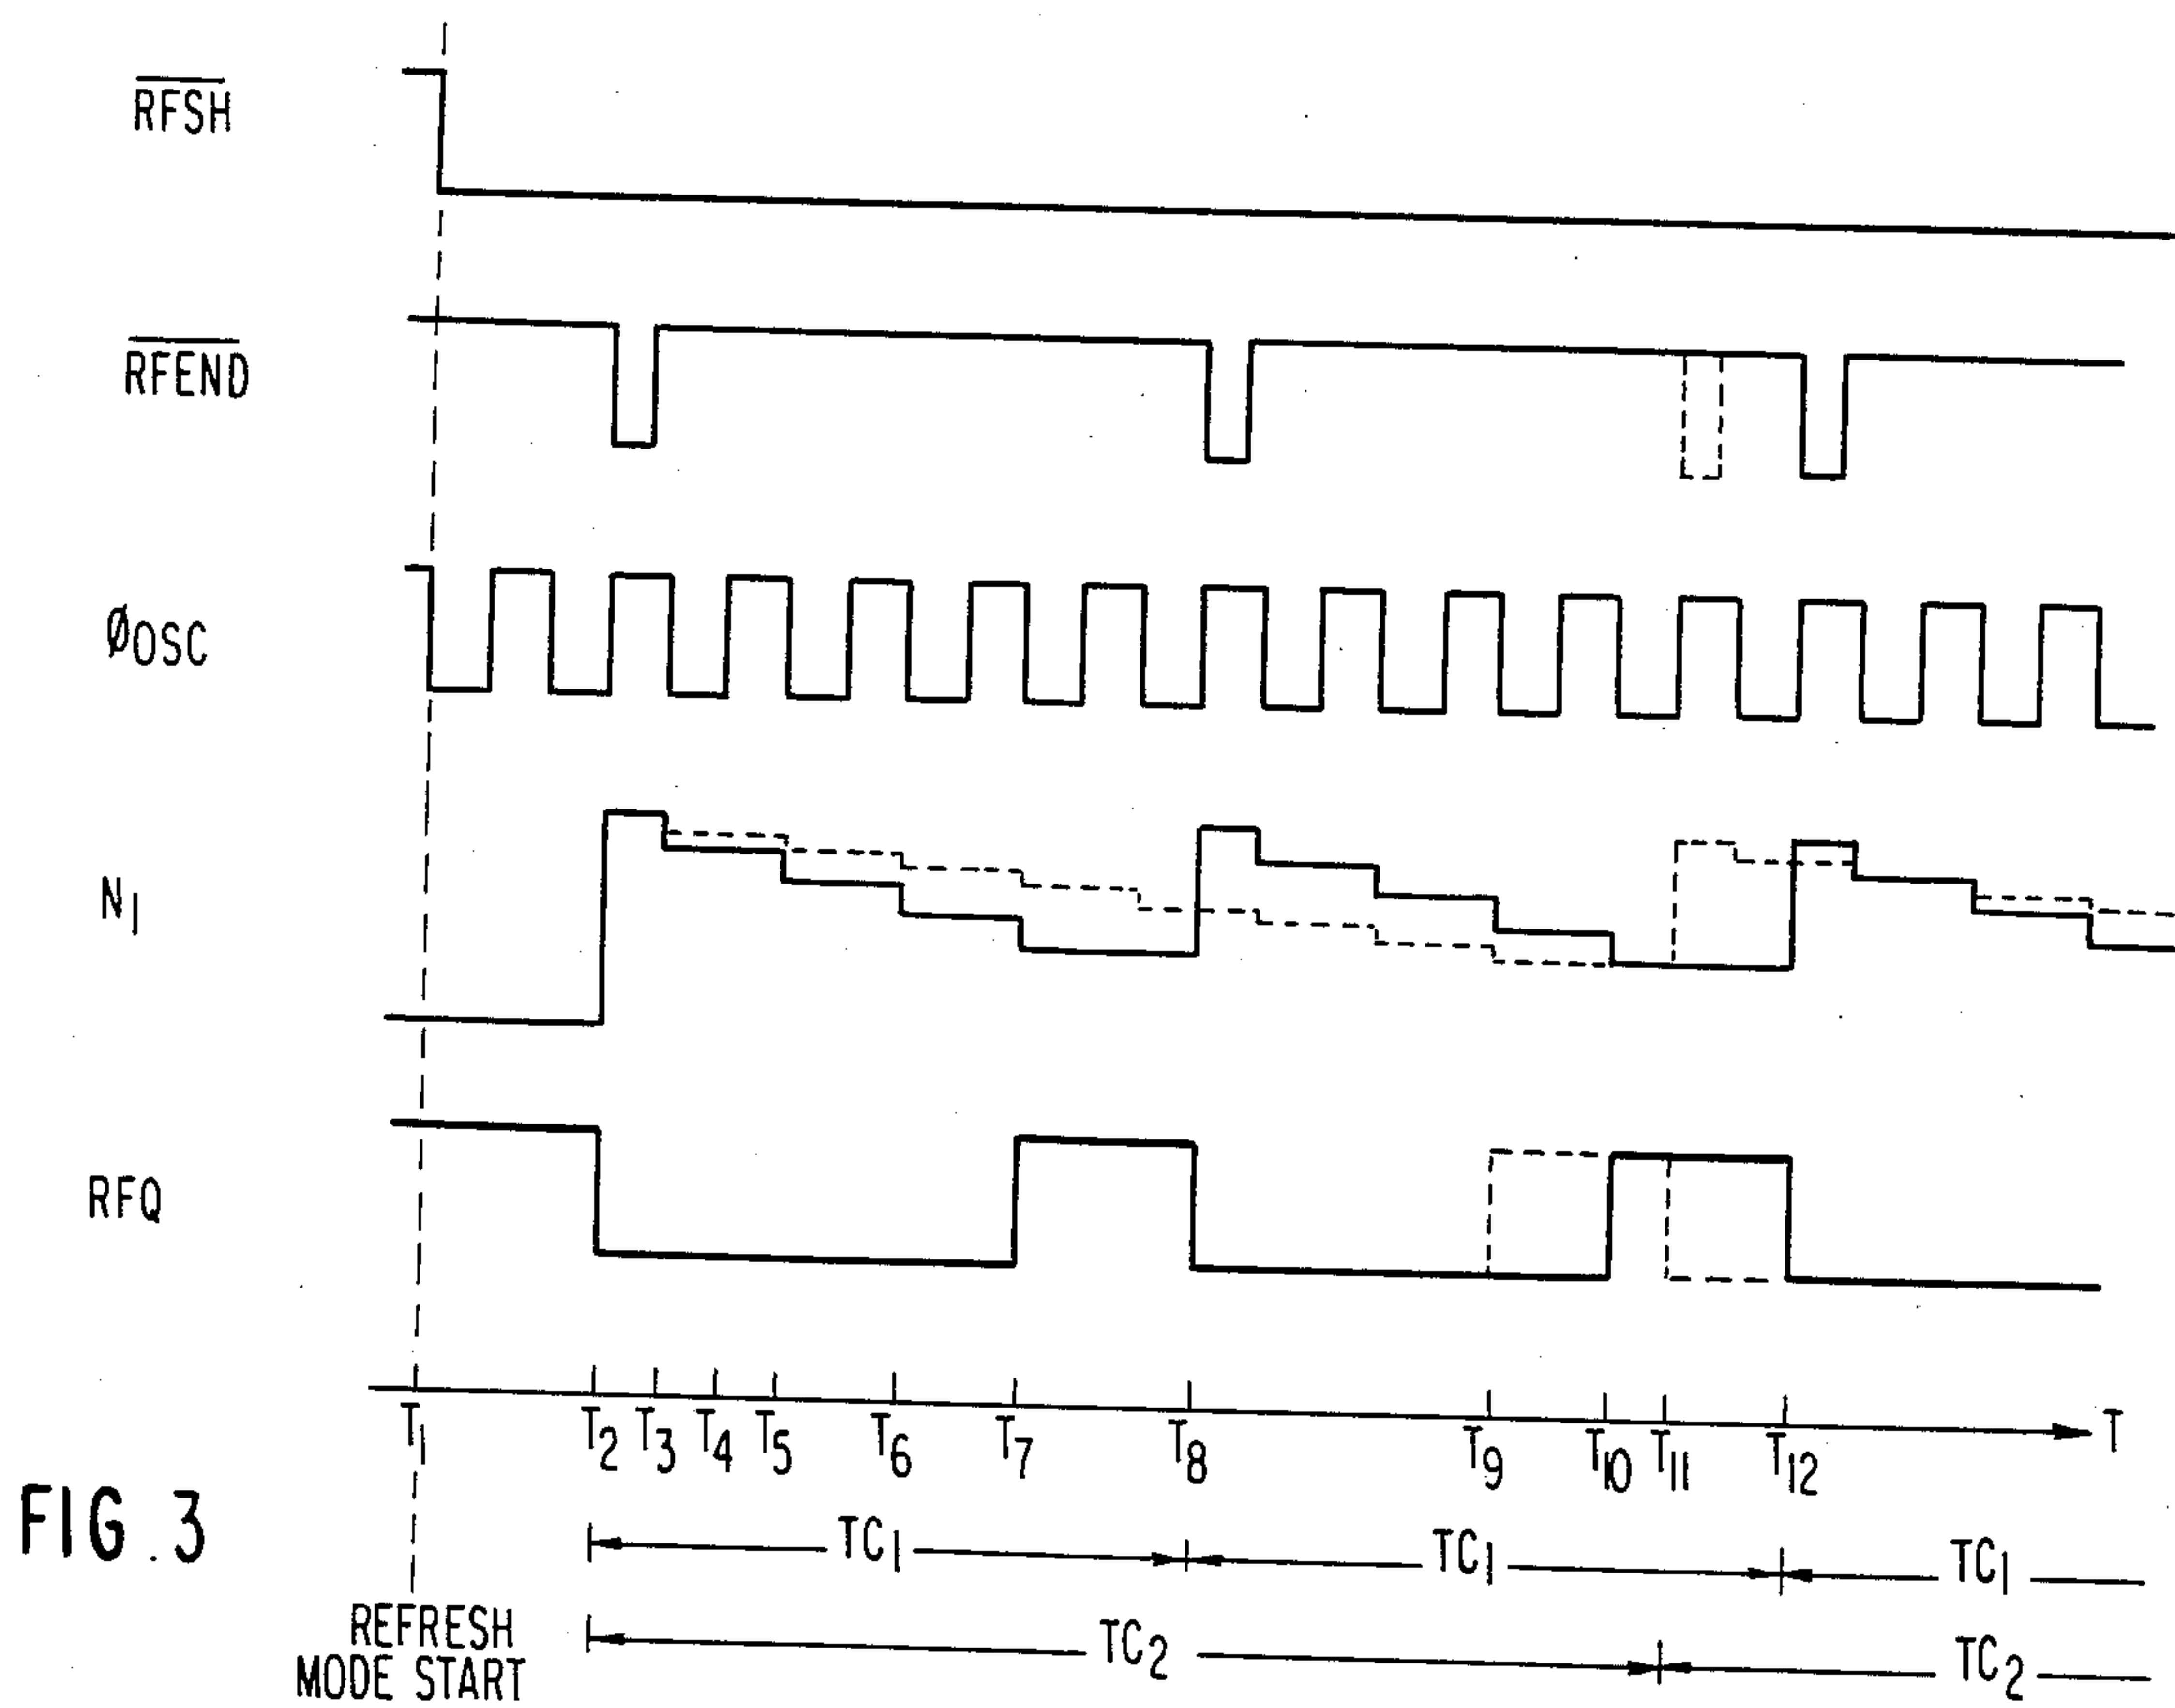 RFSH
RFEND
ØOSC
N1
RFQ
T1 T2 T3 T4 T5 T6 T7 T8 T9 T10 T11 T12 T
FIG. 3
TC1 TC1 TC1
REFRESH
MODE START
TC2 TC2